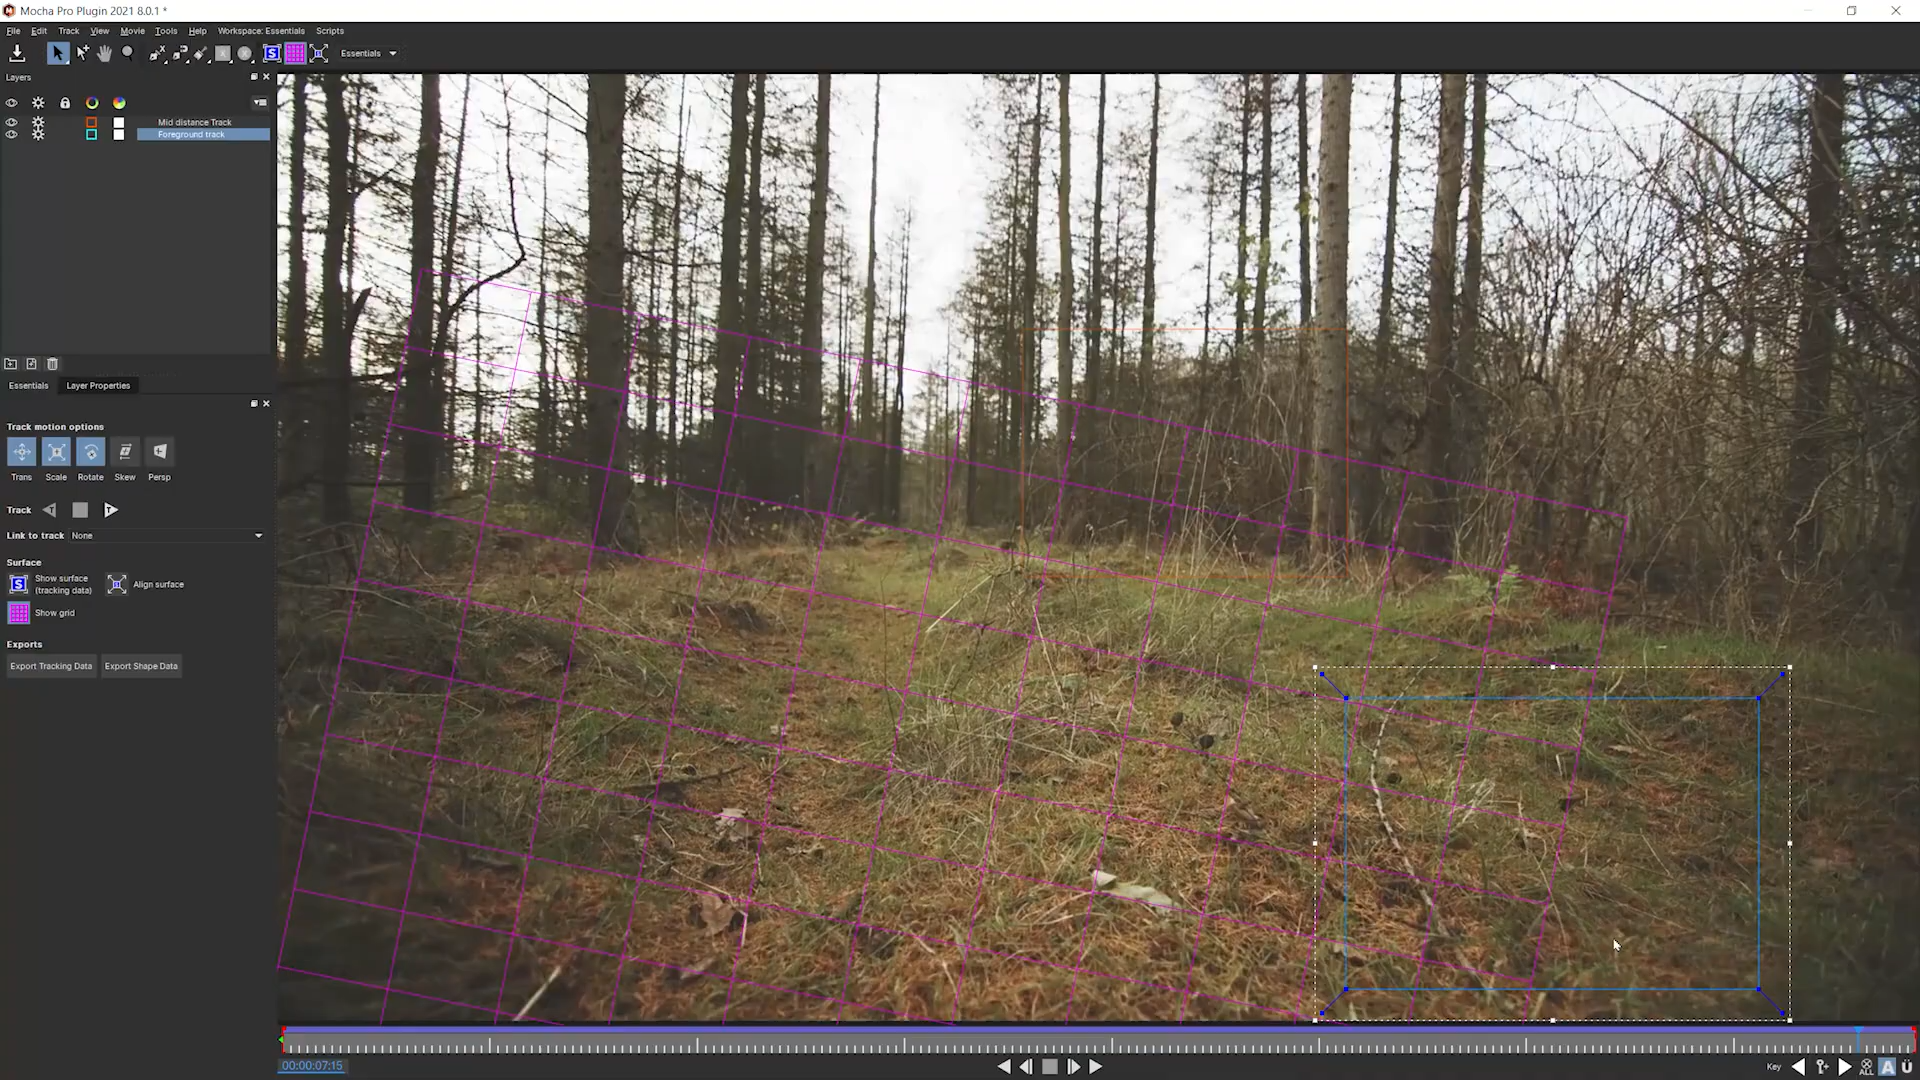 Mocha Pro Plugin 2021 8.0.1 *
File Edit Track View Movie Tools Help Workspace: Essentials Scripts
Essentials
Layers
Mid distance Track
Foreground track
Essentials Layer Properties
Track motion options
Trans Scale Rotate Skew Persp
Track
Link to track None
Surface
Show surface
(tracking data)
Align surface
Show grid
Exports
Export Tracking Data Export Shape Data
00:00:07:15
Key
ALL A Ü